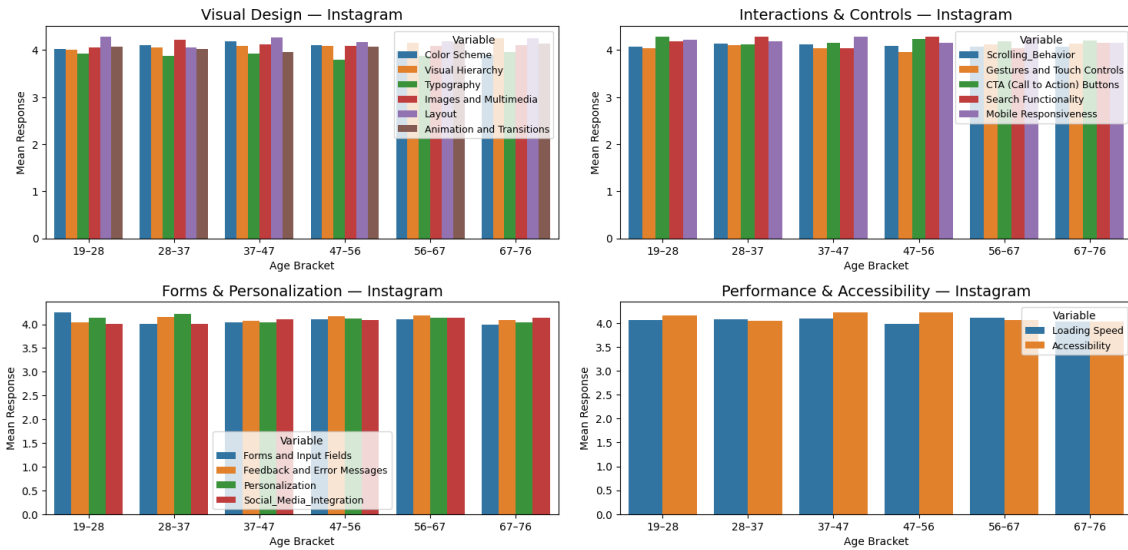 Visual Design — Instagram
Mean Response
4
3
2
1
0
Variable
Color Scheme
Visual Hierarchy
Typography
Images and Multimedia
Layout
Animation and Transitions
19–28 28–37 37–47 47–56 56–67 67–76
Age Bracket
Interactions & Controls — Instagram
Mean Response
4
3
2
1
0
Variable
Scrolling_Behavior
Gestures and Touch Controls
CTA (Call to Action) Buttons
Search Functionality
Mobile Responsiveness
19–28 28–37 37–47 47–56 56–67 67–76
Age Bracket
Forms & Personalization — Instagram
Mean Response
4.0
3.5
3.0
2.5
2.0
1.5
1.0
0.5
0.0
Variable
Forms and Input Fields
Feedback and Error Messages
Personalization
Social_Media_Integration
19–28 28–37 37–47 47–56 56–67 67–76
Age Bracket
Performance & Accessibility — Instagram
Mean Response
4.0
3.5
3.0
2.5
2.0
1.5
1.0
0.5
0.0
Variable
Loading Speed
Accessibility
19–28 28–37 37–47 47–56 56–67 67–76
Age Bracket